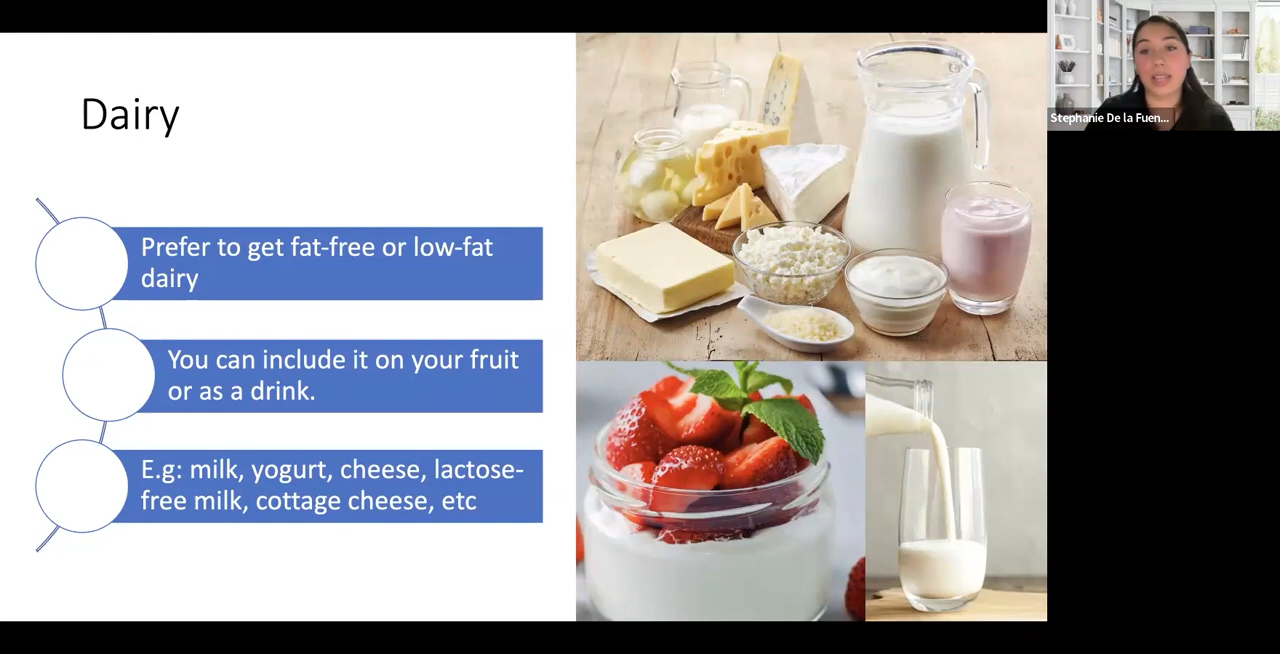 Dairy
Prefer to get fat-free or low-fat
dairy
You can include it on your fruit
or as a drink.
E.g: milk, yogurt, cheese, lactose-
free milk, cottage cheese, etc
Stephanie De la Fuen...